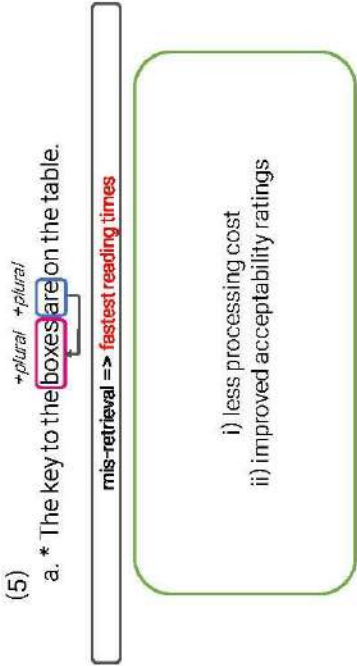 (5)
+plural +plural
a. * The key to the boxes are on the table.
mis-retrieval => fastest reading times
i) less processing cost
ii) improved acceptability ratings